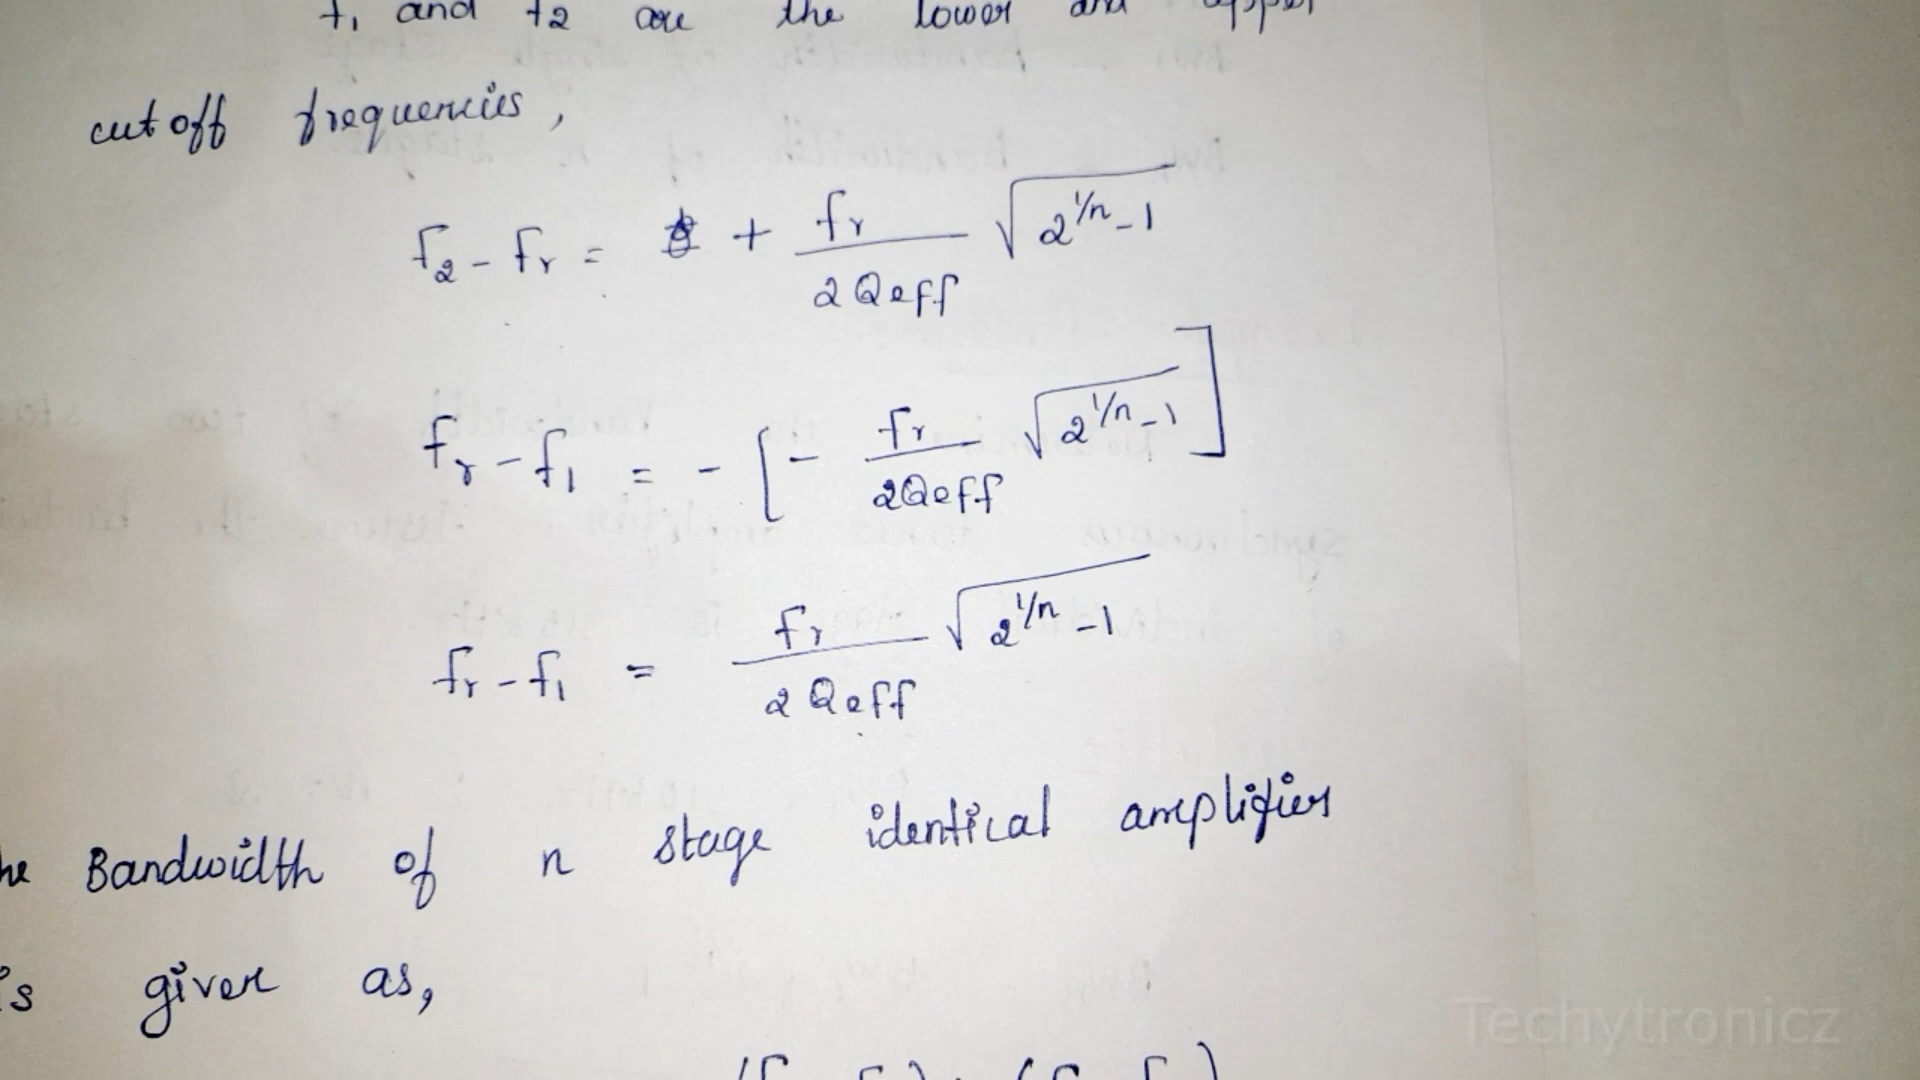 f1 and f2 are the lower and upper
cutoff frequencies,
f2 - fr = + fr / 2Qeff √(2^1/n - 1)
fr - f1 = - [ - fr / 2Qeff √(2^1/n - 1) ]
fr - f1 = fr / 2Qeff √(2^1/n - 1)
Bandwidth of n stage identical amplifier
given as,
Techytronicz